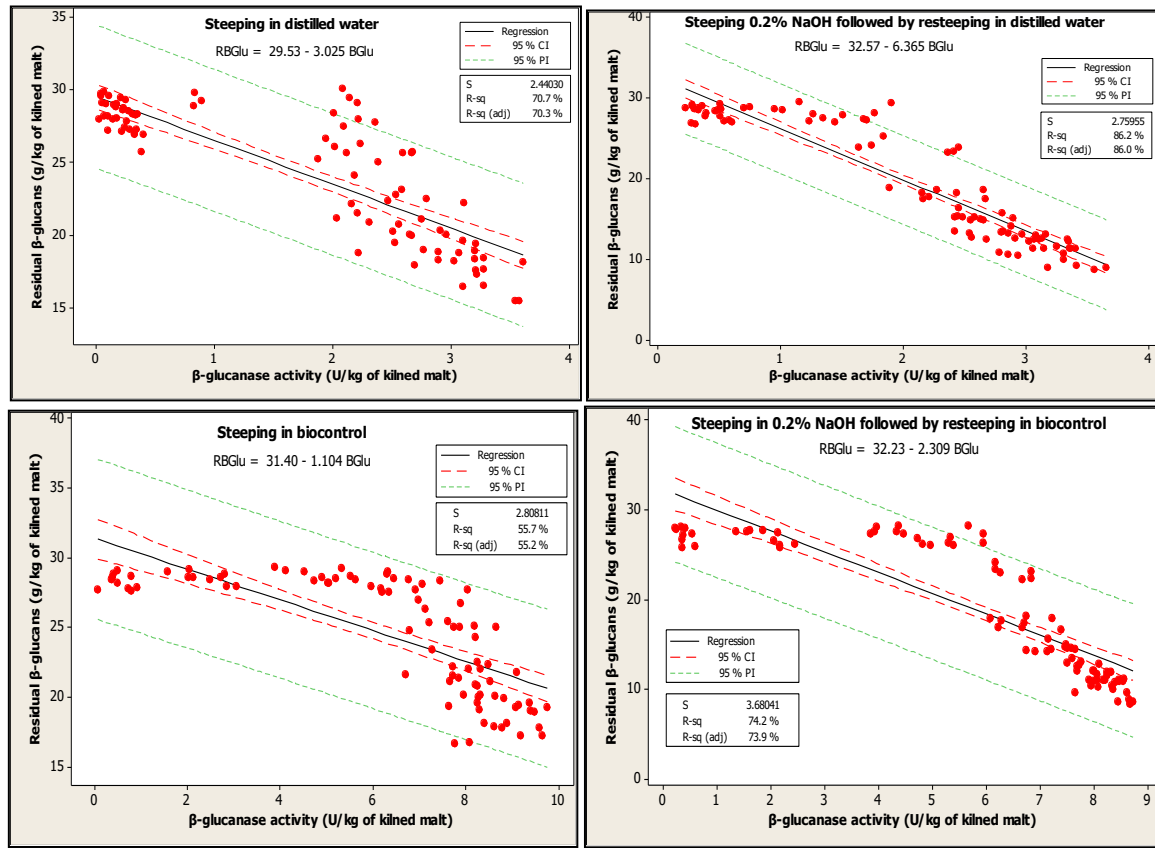 Steeping in distilled water
RBGlu = 29.53 - 3.025 BGlu
Regression
95 % CI
95 % PI
S 2.44030
R-sq 70.7 %
R-sq (adj) 70.3 %
Residual β-glucans (g/kg of kilned malt)
35
30
25
20
15
0 1 2 3 4
β-glucanase activity (U/kg of kilned malt)
Steeping 0.2% NaOH followed by resteeping in distilled water
RBGlu = 32.57 - 6.365 BGlu
Regression
95 % CI
95 % PI
S 2.75955
R-sq 86.2 %
R-sq (adj) 86.0 %
Residual β-glucans (g/kg of kilned malt)
40
30
20
10
0
0 1 2 3 4
β-glucanase activity (U/kg of kilned malt)
Steeping in biocontrol
RBGlu = 31.40 - 1.104 BGlu
Regression
95 % CI
95 % PI
S 2.80811
R-sq 55.7 %
R-sq (adj) 55.2 %
Residual β-glucans (g/kg of kilned malt)
40
35
30
25
20
15
0 2 4 6 8 10
β-glucanase activity (U/kg of kilned malt)
Steeping in 0.2% NaOH followed by resteeping in biocontrol
RBGlu = 32.23 - 2.309 BGlu
Regression
95 % CI
95 % PI
S 3.68041
R-sq 74.2 %
R-sq (adj) 73.9 %
Residual β-glucans (g/kg of kilned malt)
40
30
20
10
0
0 1 2 3 4 5 6 7 8 9
β-glucanase activity (U/kg of kilned malt)